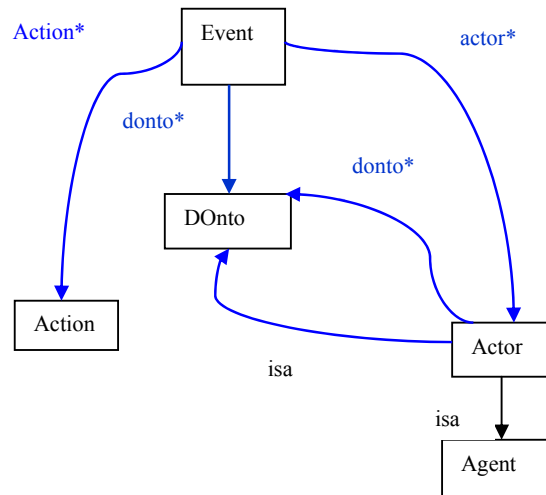 Action*
Event
actor*
donto*
donto*
DOnto
Action
Actor
isa
isa
Agent